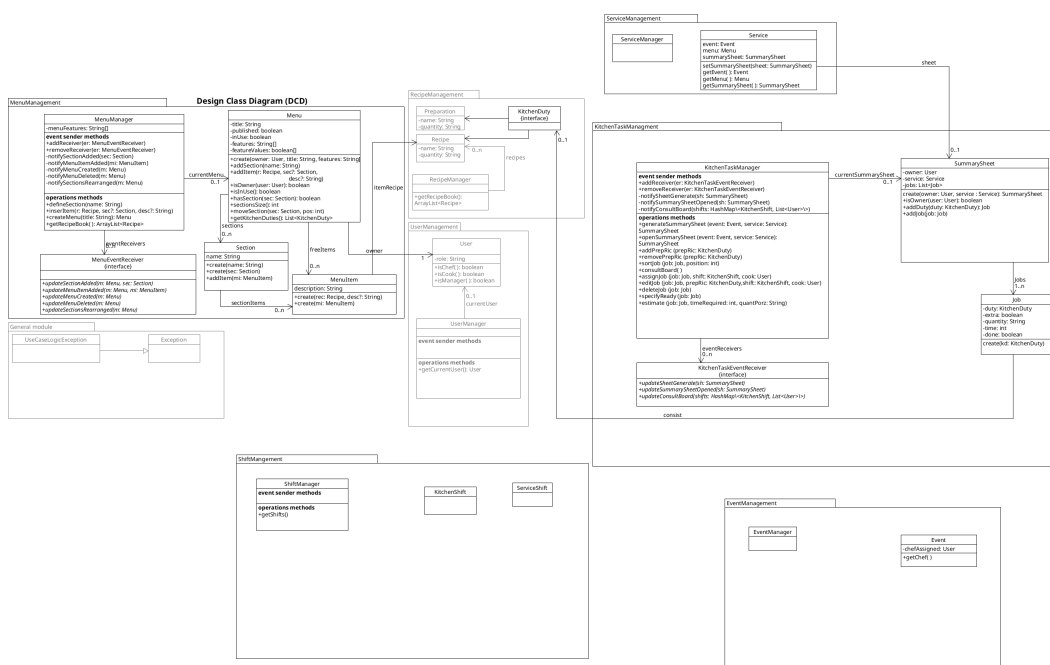 ServiceManagement
ServiceManager
Service
event: Event
menu: Menu
summarySheet: SummarySheet
setSummarySheet(sheet: SummarySheet)
getEvent( ): Event
getMenu( ): Menu
getSummarySheet( ): SummarySheet
sheet
0..1
Design Class Diagram (DCD)
MenuManagement
MenuManager
-menuFeatures: String[]
event sender methods
+addReceiver(er: MenuEventReceiver)
+removeReceiver(er: MenuEventReceiver)
-notifySectionAdded(sec: Section)
-notifyMenuItemAdded(mi: MenuItem)
-notifyMenuCreated(m: Menu)
-notifyMenuDeleted(m: Menu)
-notifySectionsRearranged(m: Menu)
operations methods
+defineSection(name: String)
+inserItem(r: Recipe, sec?: Section, desc?: String)
+createMenu(title: String): Menu
+getRecipeBook( ): ArrayList<Recipe>
currentMenu
0..1
eventReceivers
0..n
MenuEventReceiver
(interface)
+updateSectionAdded(m: Menu, sec: Section)
+updateMenuItemAdded(m: Menu, mi: MenuItem)
+updateMenuCreated(m: Menu)
+updateMenuDeleted(m: Menu)
+updateSectionsRearranged(m: Menu)
Menu
-title: String
-published: boolean
-inUse: boolean
-features: String[]
-featureValues: boolean[]
+create(owner: User, title: String, features: String[
+addSection(name: String)
+addItem(r: Recipe, sec?: Section,
desc?: String)
+isOwner(user: User): boolean
+isInUse(): boolean
+hasSection(sec: Section): boolean
+sectionsSize(): int
+moveSection(sec: Section, pos: int)
+getKitchenDuties(): List<KitchenDuty>
sections
0..n
Section
name: String
+create(name: String)
+create(sec: Section)
+addItem(mi: MenuItem)
sectionItems
0..n
freeItems
0..n
MenuItem
description: String
+create(rec: Recipe, desc?: String)
+create(mi: MenuItem)
itemRecipe
owner
1
RecipeManagement
Preparation
-name: String
-quantity: String
KitchenDuty
(interface)
Recipe
-name: String
-quantity: String
0..n
recipes
RecipeManager
+getRecipeBook():
ArrayList<Recipe>
0..1
UserManagement
User
-role: String
+isChef( ): boolean
+isCook( ): boolean
+isManager( ): boolean
0..1
currentUser
UserManager
event sender methods
operations methods
+getCurrentUser(): User
General module
UseCaseLogicException
Exception
KitchenTaskManagment
KitchenTaskManager
event sender methods
+addReceiver(er: KitchenTaskEventReceiver)
+removeReceiver(er: KitchenTaskEventReceiver)
-notifySheetGenerate(sh: SummarySheet)
-notifySummarySheetOpened(sh: SummarySheet)
-notifyConsultBoard(shifts: HashMap\<KitchenShift, List<User>\>)
operations methods
+generateSummarySheet (event: Event, service: Service):
SummarySheet
+openSummarySheet (event: Event, service: Service):
SummarySheet
+addPrepRic (prepRic: KitchenDuty)
+removePrepRic (prepRic: KitchenDuty)
+sortJob (job: Job, position: int)
+consultBoard( )
+assignJob (job: Job, shift: KitchenShift, cook: User)
+editJob (job: Job, prepRic: KitchenDuty,shift: KitchenShift, cook: User)
+deleteJob (job: Job)
+specifyReady (job: Job)
+estimate (job: Job, timeRequired: int, quantPorz: String)
currentSummarySheet
0..1
SummarySheet
-owner: User
-service: Service
-jobs: List<Job>
create(owner: User, service : Service): SummarySheet
+isOwner(user: User): boolean
+addDuty(duty: KitchenDuty): Job
+addJob(job: Job)
Jobs
1..n
Job
-duty: KitchenDuty
-extra: boolean
-quantity: String
-time: int
-done: boolean
create(kd: KitchenDuty)
eventReceivers
0..n
KitchenTaskEventReceiver
(interface)
+updateSheetGenerate(sh: SummarySheet)
+updateSummarySheetOpened(sh: SummarySheet)
+updateConsultBoard(shifts: HashMap\<KitchenShift, List<User>\>)
consist
ShiftMangement
ShiftManager
event sender methods
operations methods
+getShifts()
KitchenShift
ServiceShift
EventManagement
EventManager
Event
-chefAssigned: User
+getChef( )